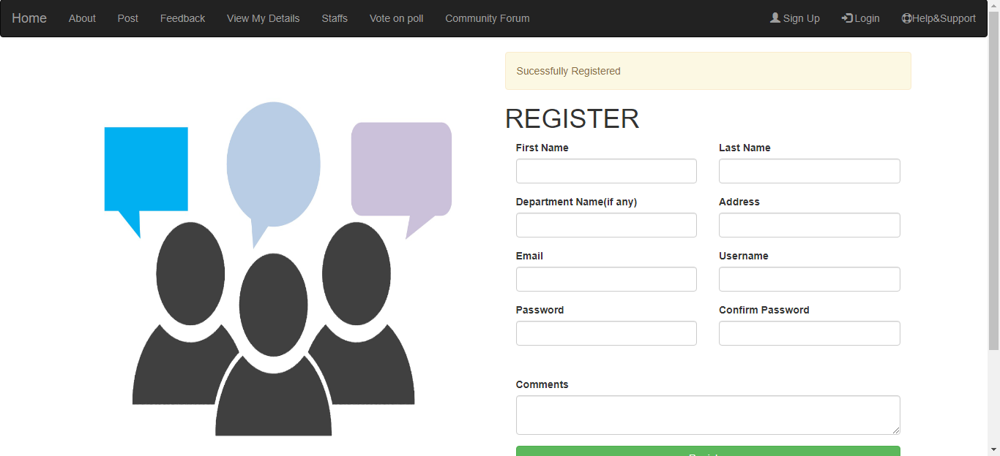 Home About Post Feedback View My Details Staffs Vote on poll Community Forum Sign Up Login Help&Support
Sucessfully Registered
REGISTER
First Name Last Name
Department Name(if any) Address
Email Username
Password Confirm Password
Comments